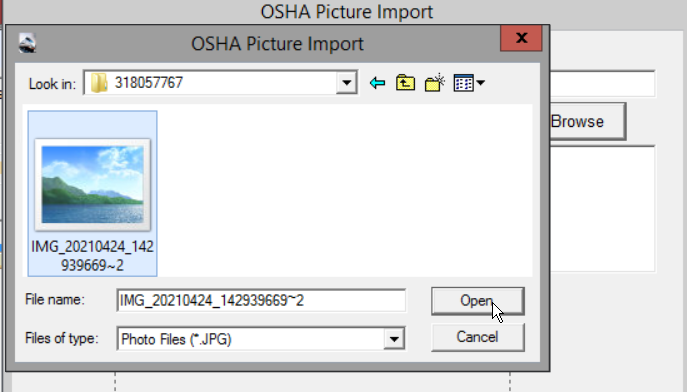 OSHA Picture Import
OSHA Picture Import
x
Look in: 318057767
Browse
IMG_20210424_142
939669~2
File name: IMG_20210424_142939669~2 Open
Files of type: Photo Files (*.JPG) Cancel